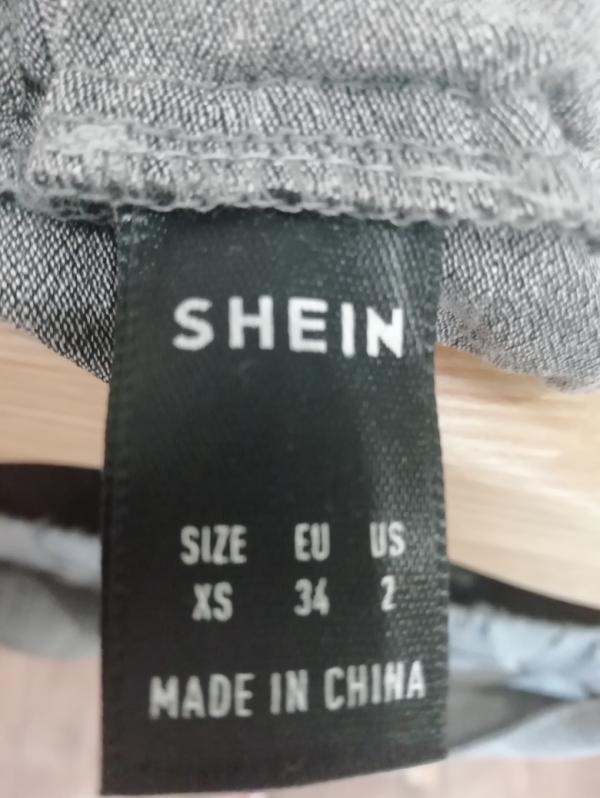 SHEIN
SIZE EU US
XS 34 2
MADE IN CHINA